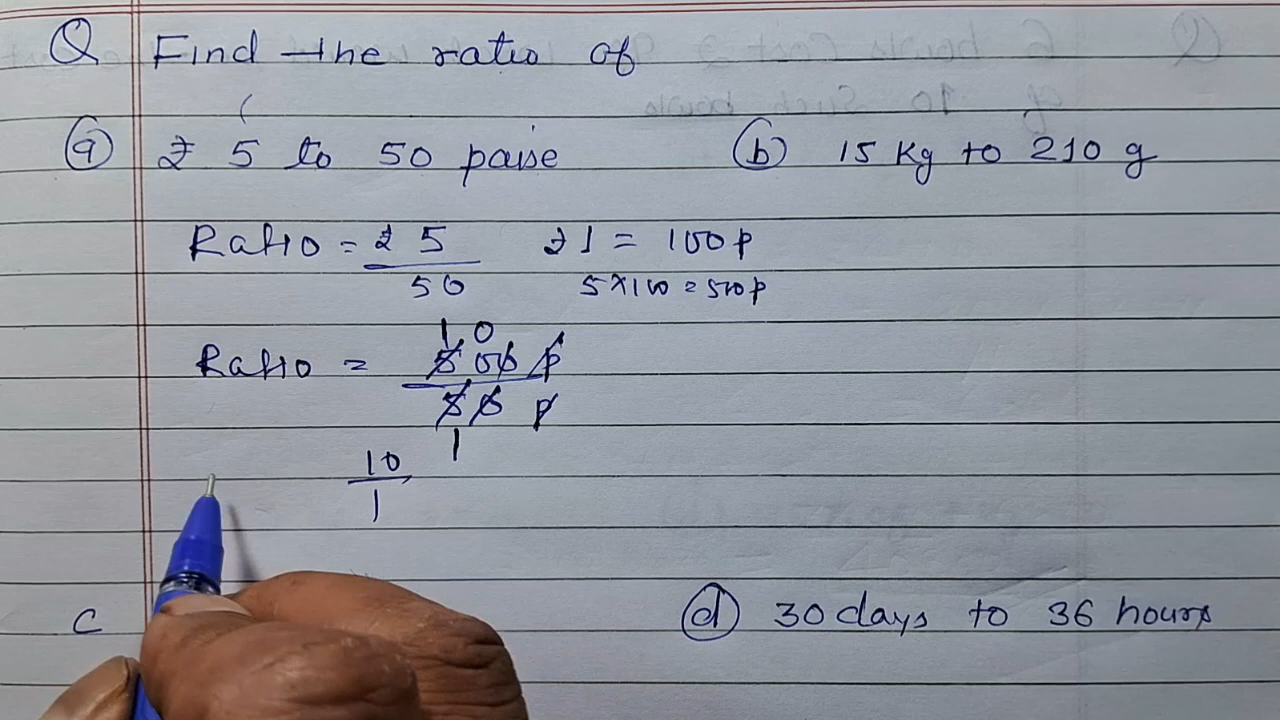 Q Find the ratio of
(a) ₹ 5 to 50 paise (b) 15 Kg to 210 g
Ratio = ₹ 5 / 50 ₹ 1 = 100 p
5 × 100 = 500 p
10
Ratio = 500 p / 50 p
1
10 / 1
c (d) 30 days to 36 hours